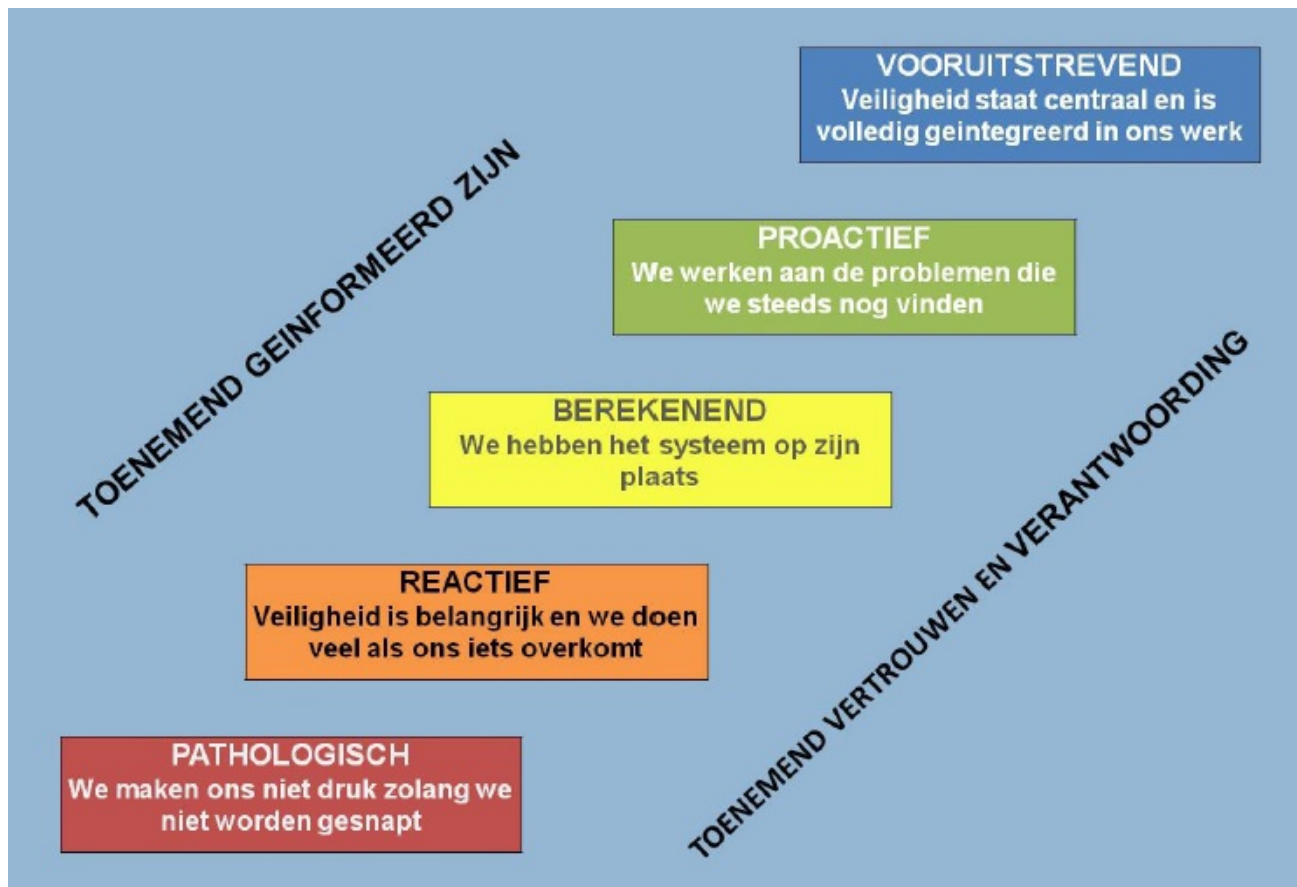 VOORUITSTREVEND
Veiligheid staat centraal en is
volledig geintegreerd in ons werk
TOENEMEND GEINFORMEERD ZIJN
PROACTIEF
We werken aan de problemen die
we steeds nog vinden
BEREKENEND
We hebben het systeem op zijn
plaats
TOENEMEND VERTROUWEN EN VERANTWOORDING
REACTIEF
Veiligheid is belangrijk en we doen
veel als ons iets overkomt
PATHOLOGISCH
We maken ons niet druk zolang we
niet worden gesnapt